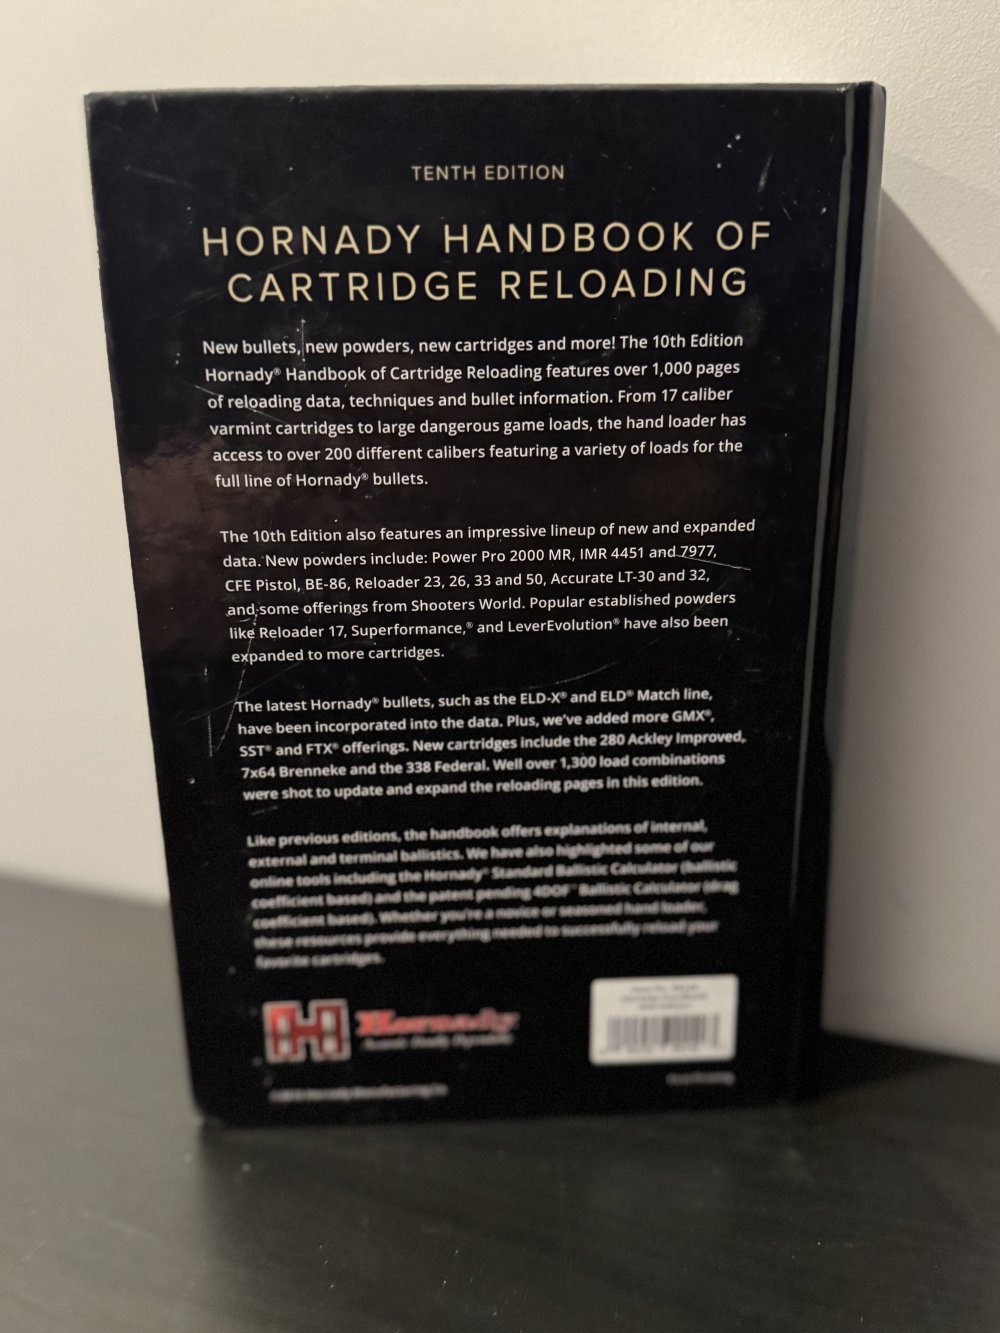 TENTH EDITION
HORNADY HANDBOOK OF
CARTRIDGE RELOADING
New bullets, new powders, new cartridges and more! The 10th Edition
Hornady® Handbook of Cartridge Reloading features over 1,000 pages
of reloading data, techniques and bullet information. From 17 caliber
varmint cartridges to large dangerous game loads, the hand loader has
access to over 200 different calibers featuring a variety of loads for the
full line of Hornady® bullets.
The 10th Edition also features an impressive lineup of new and expanded
data. New powders include: Power Pro 2000 MR, IMR 4451 and 7977,
CFE Pistol, BE-86, Reloader 23, 26, 33 and 50, Accurate LT-30 and 32,
and some offerings from Shooters World. Popular established powders
like Reloader 17, Superformance,® and LeverEvolution® have also been
expanded to more cartridges.
The latest Hornady® bullets, such as the ELD-X® and ELD® Match line,
have been incorporated into the data. Plus, we've added more GMX®,
SST® and FTX® offerings. New cartridges include the 280 Ackley Improved,
7x64 Brenneke and the 338 Federal. Well over 1,300 load combinations
were shot to update and expand the reloading pages in this edition.
Like previous editions, the handbook offers explanations of internal,
external and terminal ballistics. We have also highlighted some of our
online tools including the Hornady® Standard Ballistic Calculator (ballistic
coefficient based) and the patent pending 4DOF™ Ballistic Calculator (drag
coefficient based). Whether you're a novice or seasoned hand loader,
these resources provide everything needed to successfully reload your
favorite cartridges.
H
Hornady
Hornady Manufacturing